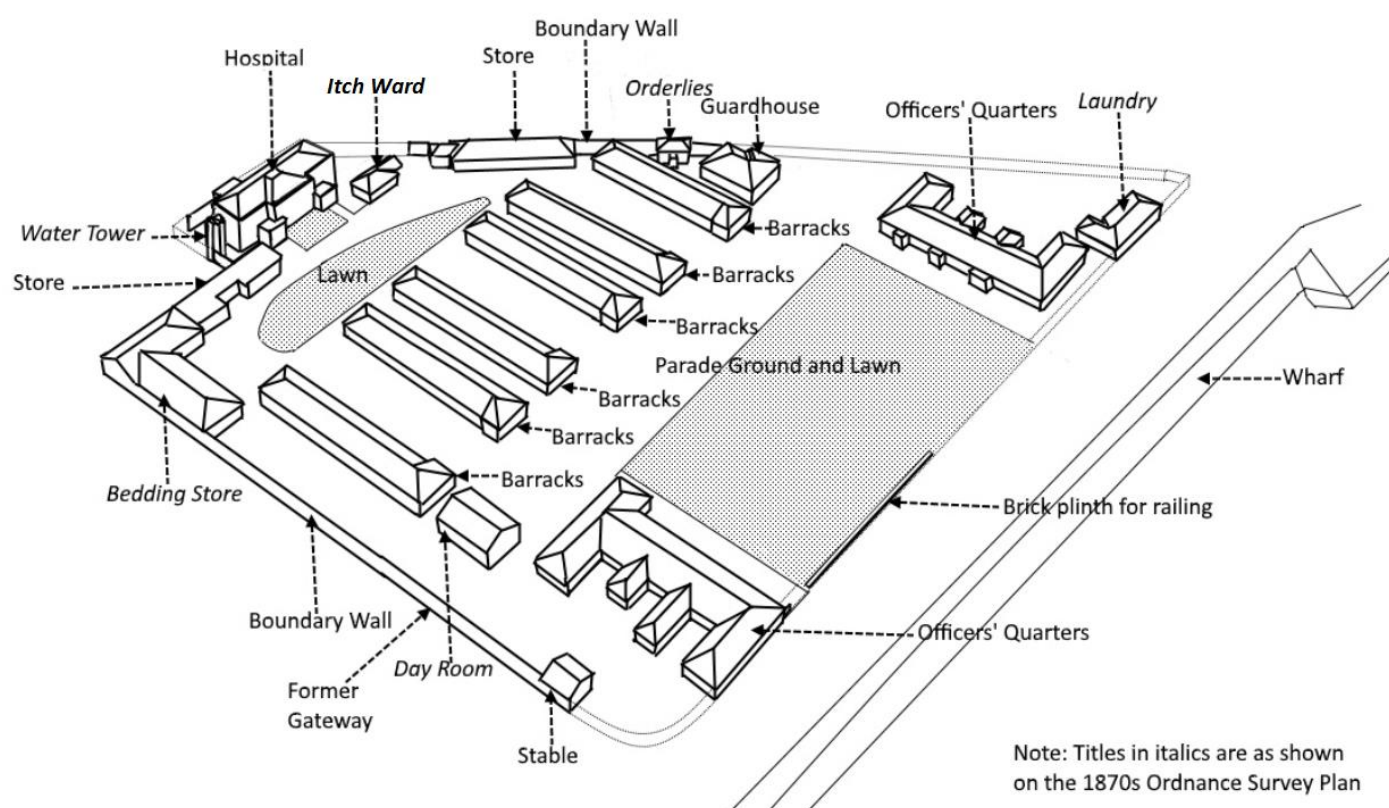 Boundary Wall
Hospital
Store
Itch Ward
Orderlies
Guardhouse
Officers' Quarters
Laundry
Water Tower
Barracks
Store
Lawn
Barracks
Barracks
Parade Ground and Lawn
Wharf
Barracks
Barracks
Bedding Store
Barracks
Brick plinth for railing
Boundary Wall
Officers' Quarters
Day Room
Former
Gateway
Stable
Note: Titles in italics are as shown
on the 1870s Ordnance Survey Plan